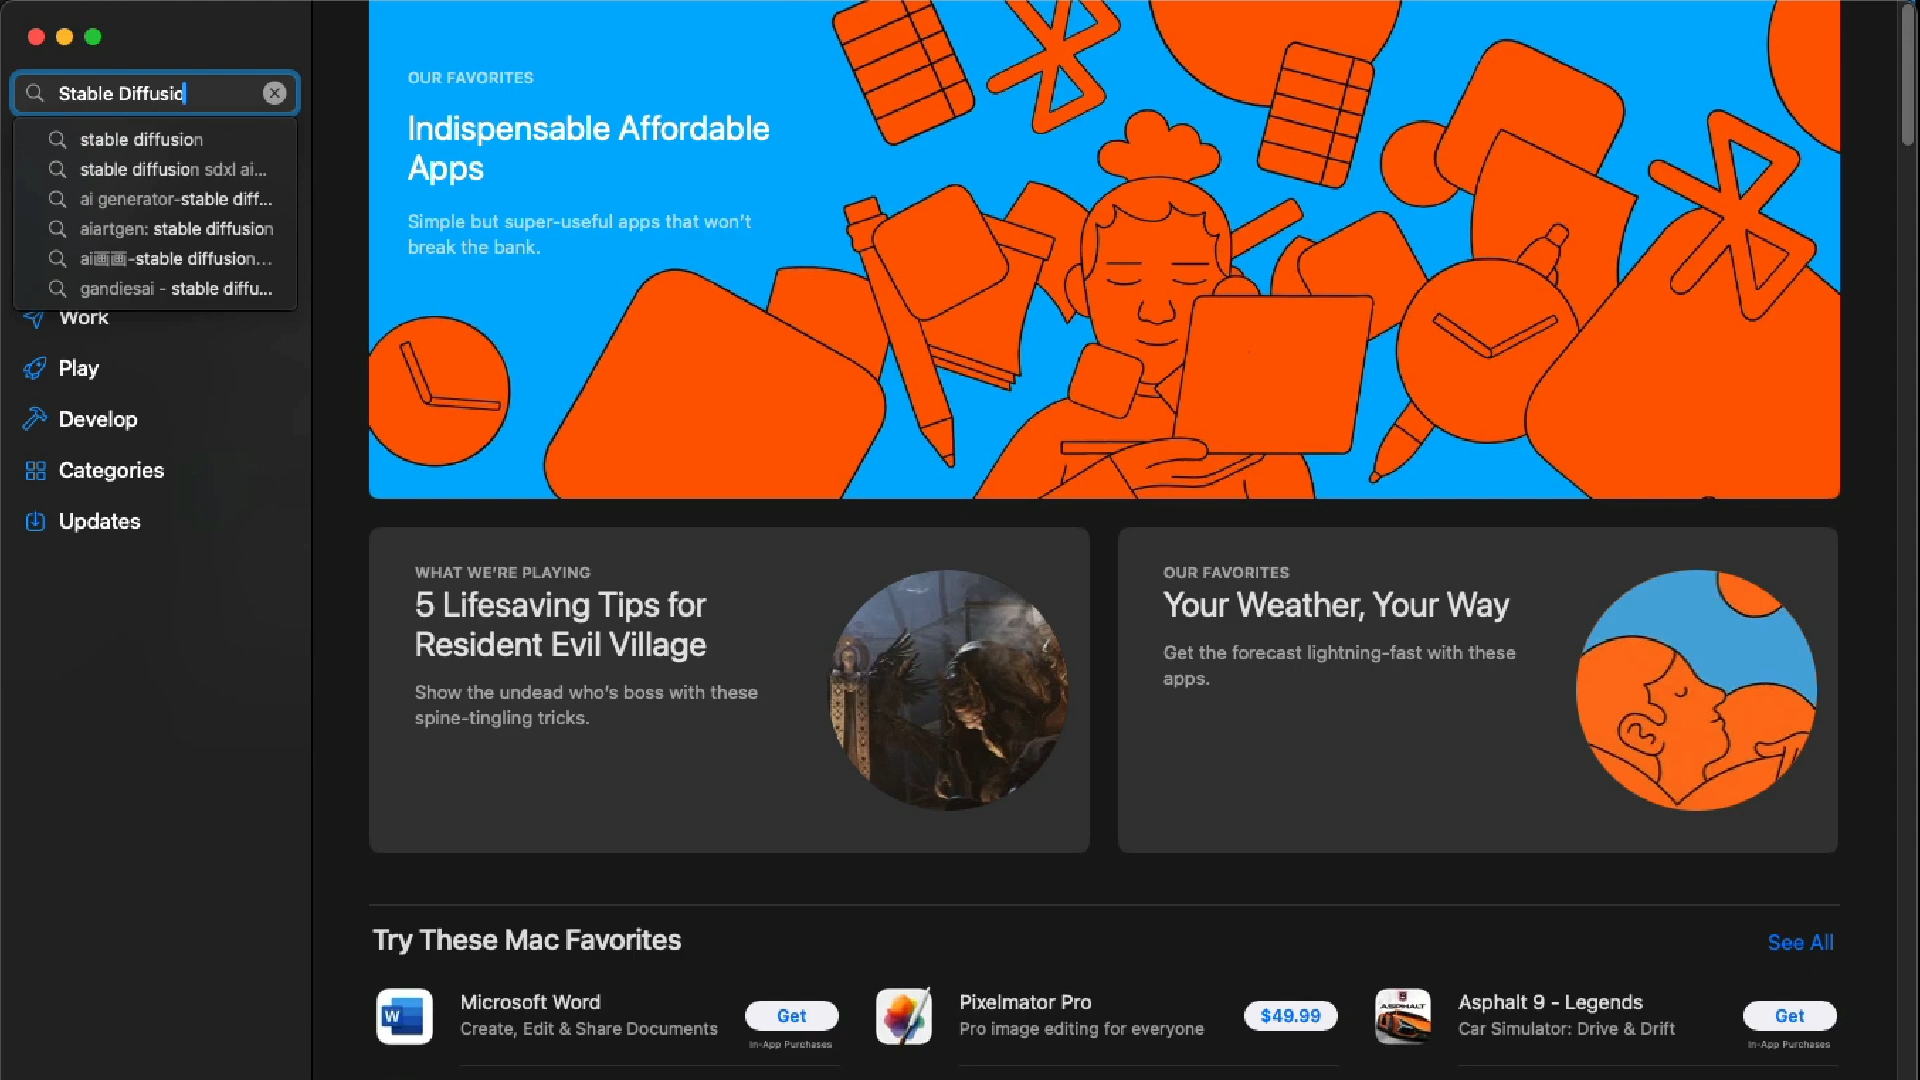 Stable Diffusio
stable diffusion
stable diffusion sdxl ai...
ai generator-stable diff...
aiartgen: stable diffusion
-stable diffusion...
gandiesai - stable diffu...
Work
Play
Develop
Categories
Updates
OUR FAVORITES
Indispensable Affordable
Apps
Simple but super-useful apps that won't
break the bank.
WHAT WE'RE PLAYING
5 Lifesaving Tips for
Resident Evil Village
Show the undead who's boss with these
spine-tingling tricks.
OUR FAVORITES
Your Weather, Your Way
Get the forecast lightning-fast with these
apps.
Try These Mac Favorites
See All
W
Microsoft Word
Create, Edit & Share Documents
Get
In-App Purchases
Pixelmator Pro
Pro image editing for everyone
$49.99
ASPHALT
Asphalt 9 - Legends
Car Simulator: Drive & Drift
Get
In-App Purchases